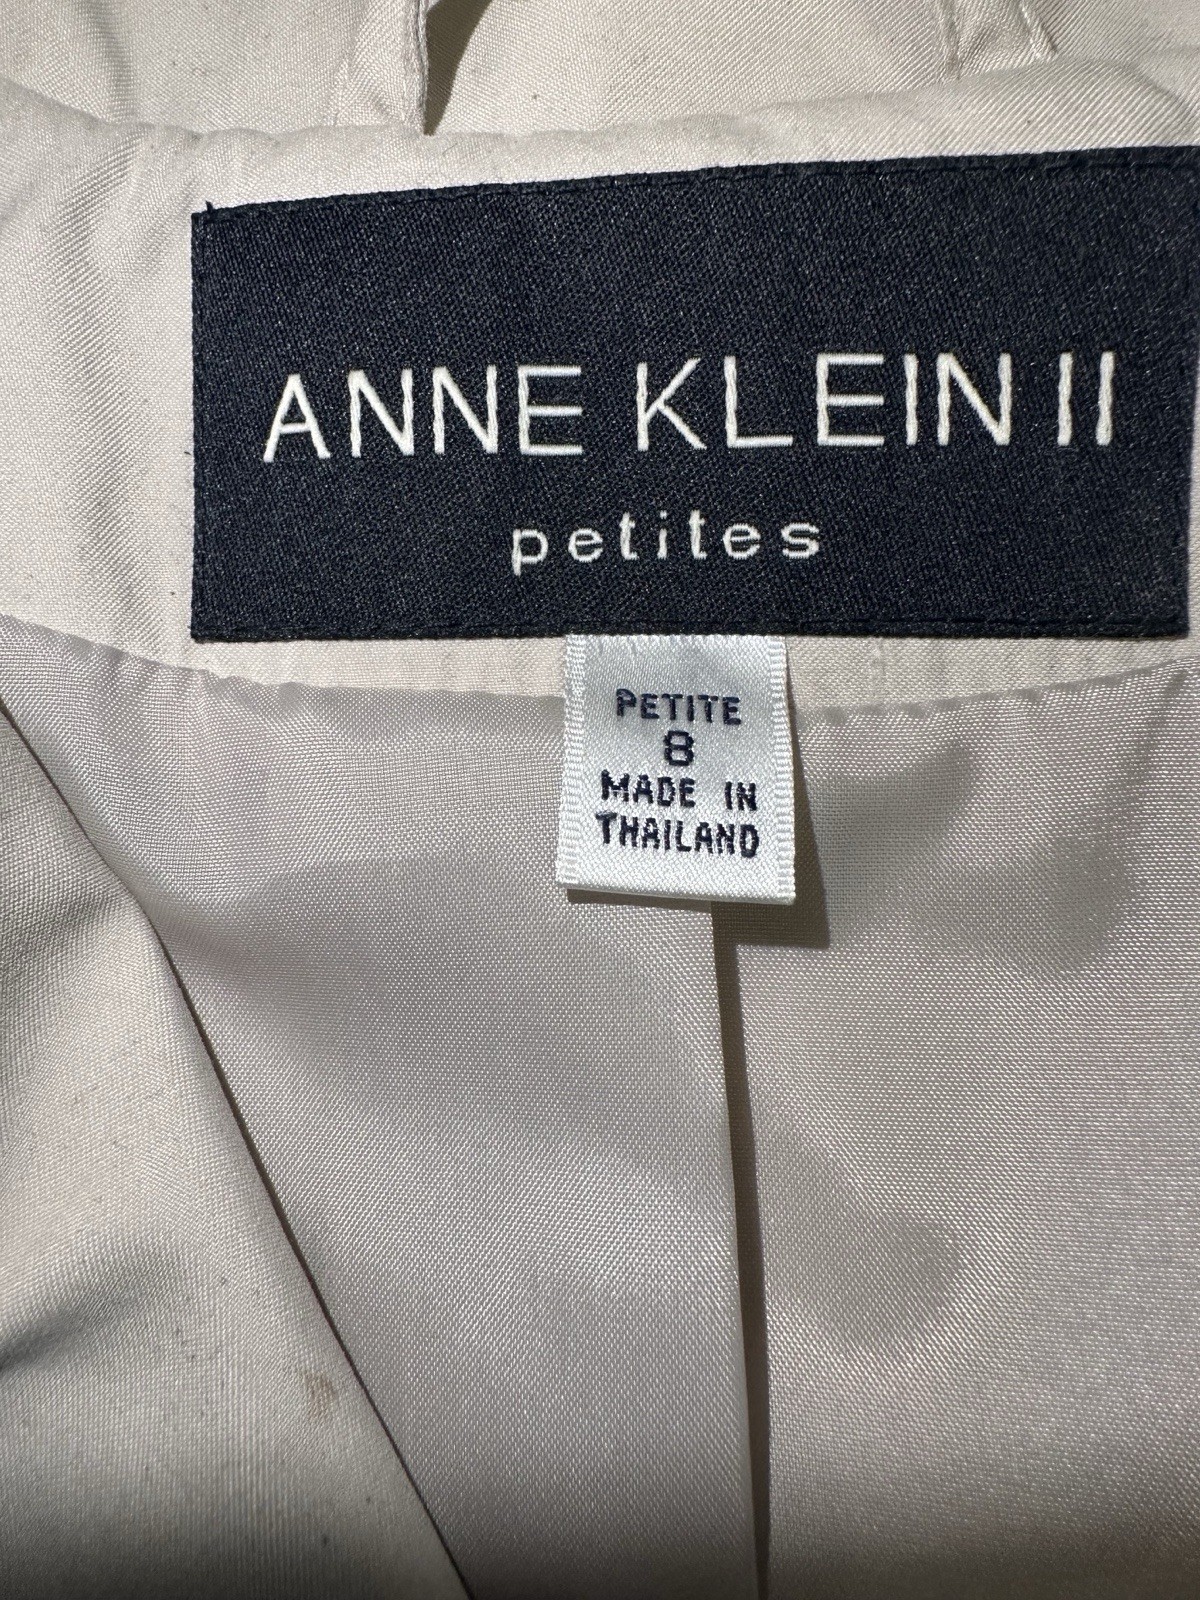 ANNE KLEIN II
petites
PETITE
8
MADE IN
THAILAND